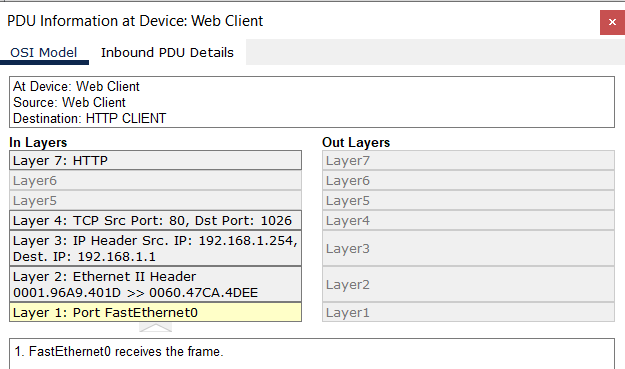 PDU Information at Device: Web Client
×
OSI Model
Inbound PDU Details
At Device: Web Client
Source: Web Client
Destination: HTTP CLIENT
In Layers
Layer 7: HTTP
Layer6
Layer5
Layer 4: TCP Src Port: 80, Dst Port: 1026
Layer 3: IP Header Src. IP: 192.168.1.254,
Dest. IP: 192.168.1.1
Layer 2: Ethernet II Header
0001.96A9.401D >> 0060.47CA.4DEE
Layer 1: Port FastEthernet0
Out Layers
Layer7
Layer6
Layer5
Layer4
Layer3
Layer2
Layer1
1. FastEthernet0 receives the frame.